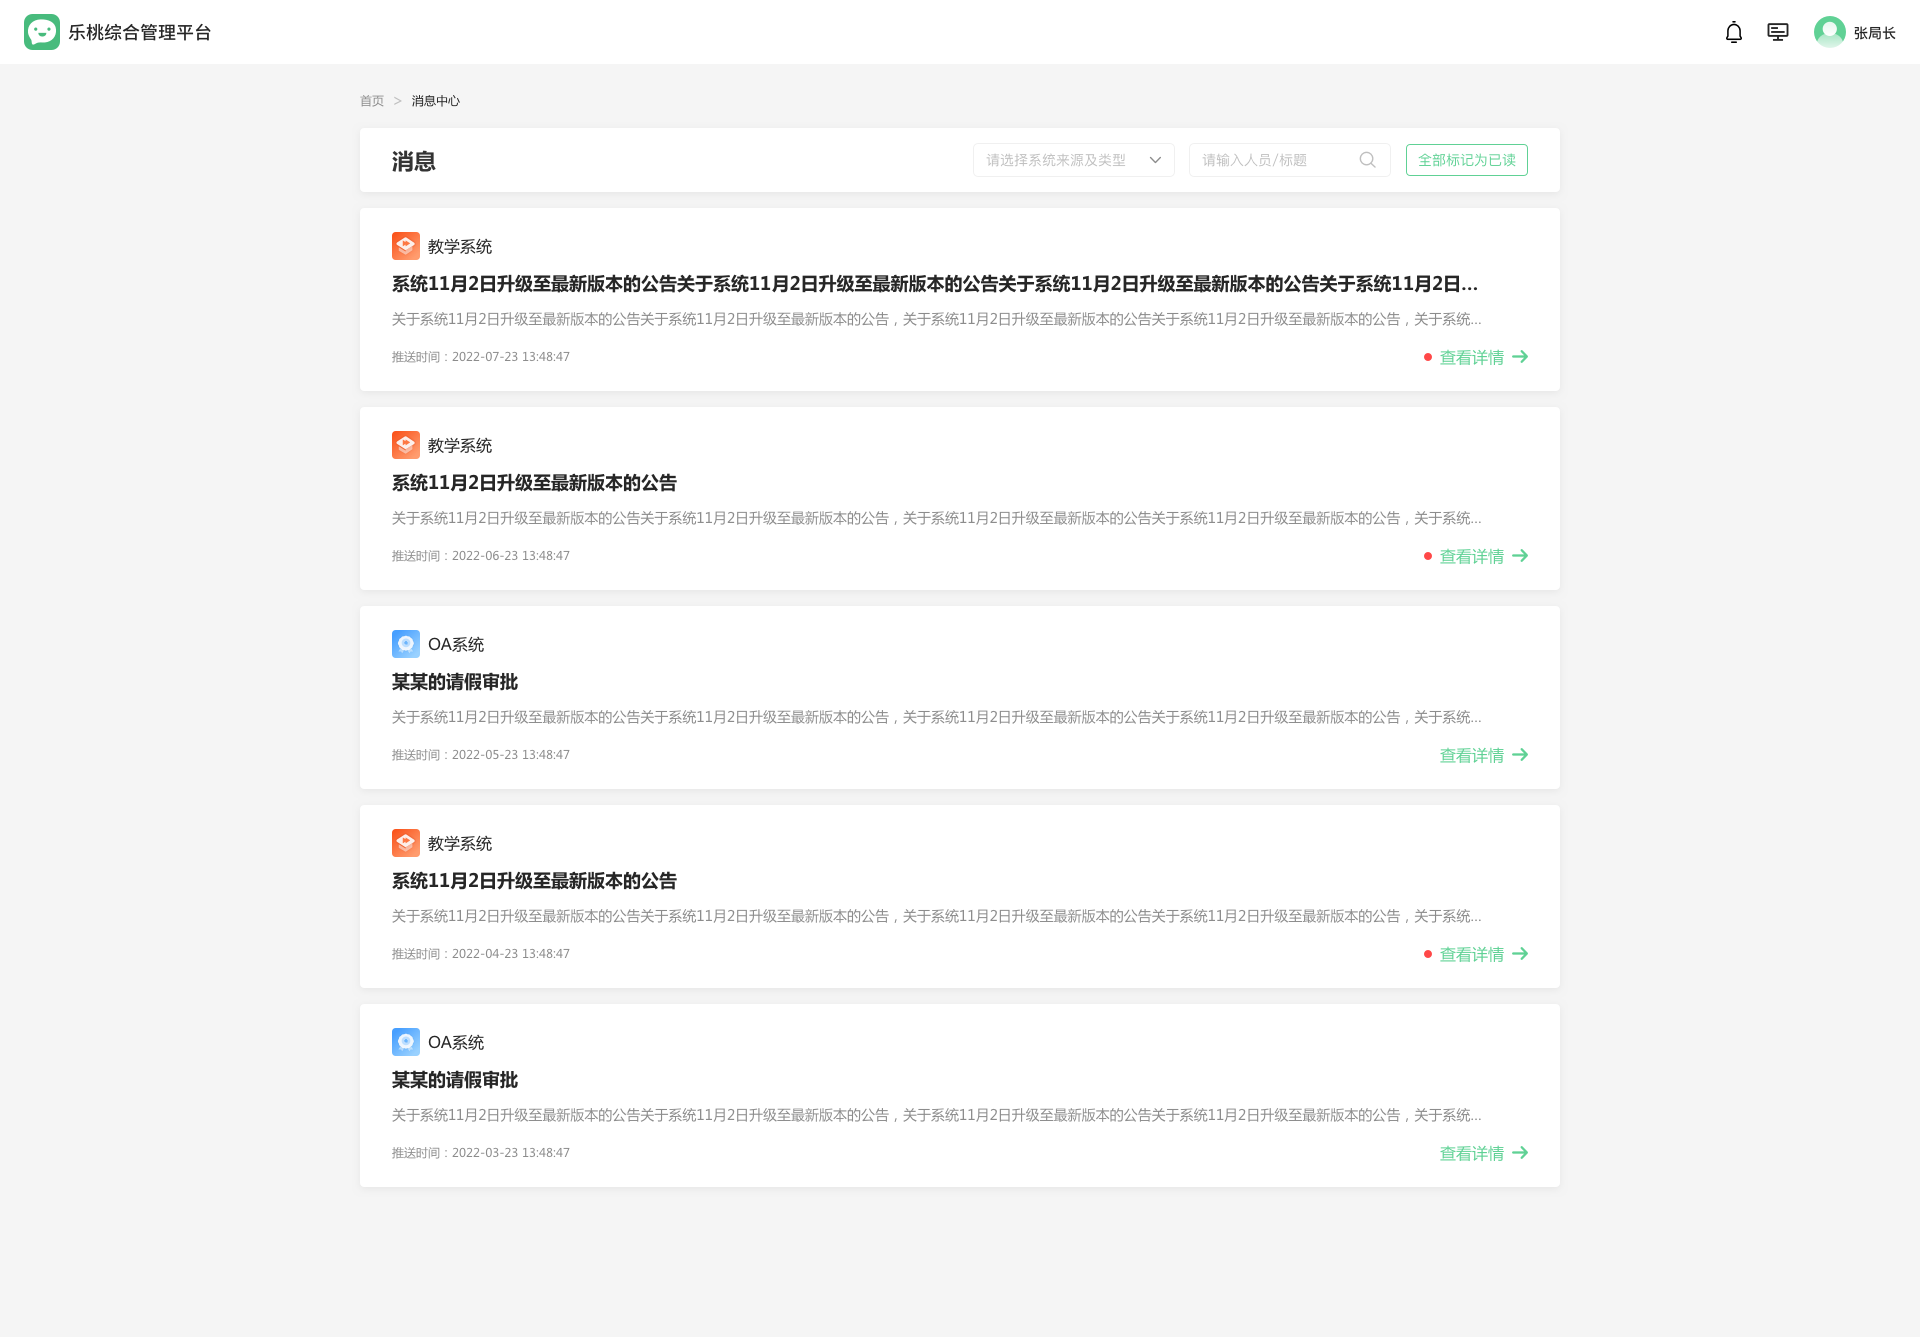 乐桃综合管理平台
张局长
首页 > 消息中心
消息
请选择系统来源及类型
请输入人员/标题
全部标记为已读
教学系统
系统11月2日升级至最新版本的公告关于系统11月2日升级至最新版本的公告关于系统11月2日升级至最新版本的公告关于系统11月2日...
关于系统11月2日升级至最新版本的公告关于系统11月2日升级至最新版本的公告，关于系统11月2日升级至最新版本的公告关于系统11月2日升级至最新版本的公告，关于系统...
推送时间：2022-07-23 13:48:47
查看详情
教学系统
系统11月2日升级至最新版本的公告
关于系统11月2日升级至最新版本的公告关于系统11月2日升级至最新版本的公告，关于系统11月2日升级至最新版本的公告关于系统11月2日升级至最新版本的公告，关于系统...
推送时间：2022-06-23 13:48:47
查看详情
OA系统
某某的请假审批
关于系统11月2日升级至最新版本的公告关于系统11月2日升级至最新版本的公告，关于系统11月2日升级至最新版本的公告关于系统11月2日升级至最新版本的公告，关于系统...
推送时间：2022-05-23 13:48:47
查看详情
教学系统
系统11月2日升级至最新版本的公告
关于系统11月2日升级至最新版本的公告关于系统11月2日升级至最新版本的公告，关于系统11月2日升级至最新版本的公告关于系统11月2日升级至最新版本的公告，关于系统...
推送时间：2022-04-23 13:48:47
查看详情
OA系统
某某的请假审批
关于系统11月2日升级至最新版本的公告关于系统11月2日升级至最新版本的公告，关于系统11月2日升级至最新版本的公告关于系统11月2日升级至最新版本的公告，关于系统...
推送时间：2022-03-23 13:48:47
查看详情